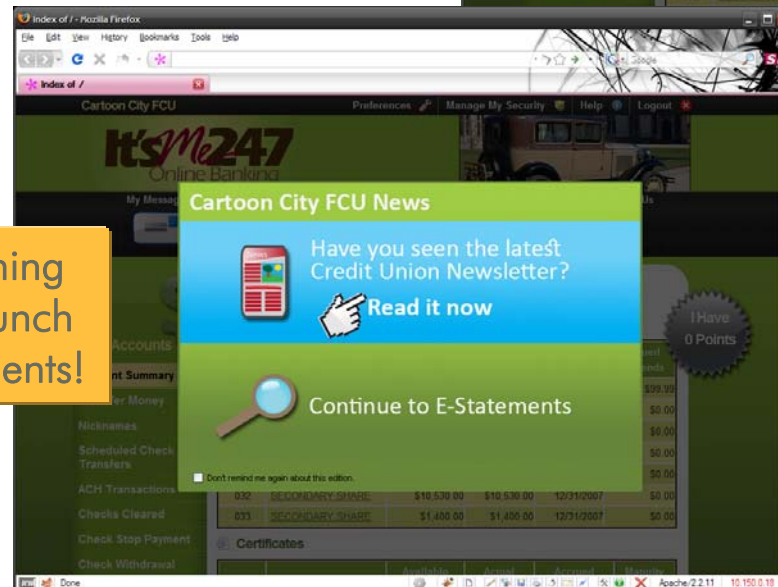 Index of / - Mozilla Firefox
File Edit View History Bookmarks Tools Help
Google
Index of /
Cartoon City FCU Preferences Manage My Security Help Logout
It'sMe247
Online Banking
My Messag
Us
Cartoon City FCU News
Have you seen the latest
Credit Union Newsletter?
Read it now
ning
unch
ents!
I Have
0 Points
Accounts
nt Summary
$99.99
fer Money
$0.00
Continue to E-Statements
Nicknames
$0.00
Scheduled Check
Transfers
$0.00
$0.00
Don't remind me again about this edition.
ACH Transactions
032 SECONDARY SHARE $10,530.00 $10,530.00 12/31/2007 $0.00
Checks Cleared
033 SECONDARY SHARE $1,400.00 $1,400.00 12/31/2007 $0.00
Check Stop Payment
Certificates
Check Withdrawal
Available Actual Accrued Maturity
Done
Apache/2.2.11 10.150.0.18